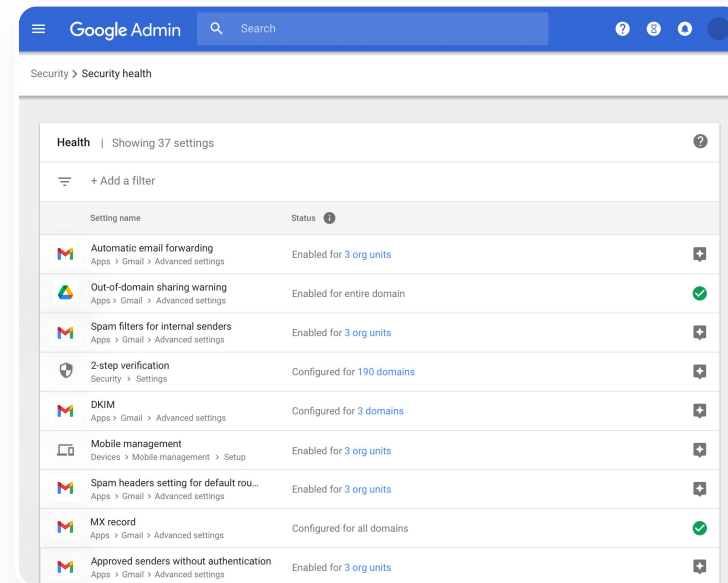 Google Admin
Search
Security > Security health
Health | Showing 37 settings
+ Add a filter
Setting name Status
Automatic email forwarding
Apps > Gmail > Advanced settings
Enabled for 3 org units
Out-of-domain sharing warning
Apps > Gmail > Advanced settings
Enabled for entire domain
Spam filters for internal senders
Apps > Gmail > Advanced settings
Enabled for 3 org units
2-step verification
Security > Settings
Configured for 190 domains
DKIM
Apps > Gmail > Advanced settings
Configured for 3 domains
Mobile management
Devices > Mobile management > Setup
Enabled for 3 org units
Spam headers setting for default rou...
Apps > Gmail > Advanced settings
Enabled for 3 org units
MX record
Apps > Gmail > Advanced settings
Configured for all domains
Approved senders without authentication
Apps > Gmail > Advanced settings
Enabled for 3 org units